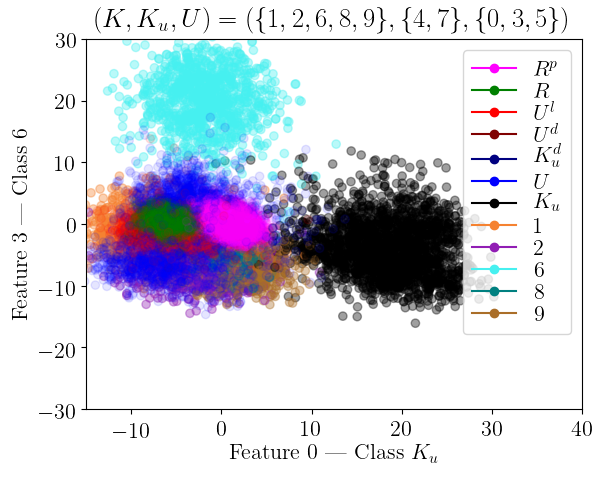 (K, K_u, U) = ({1, 2, 6, 8, 9}, {4, 7}, {0, 3, 5})
Feature 3 — Class 6
30
20
10
0
−10
−20
−30
−10
0
10
20
30
40
Feature 0 — Class K_u
R^p
R
U^l
U^d
K_u^d
U
K_u
1
2
6
8
9